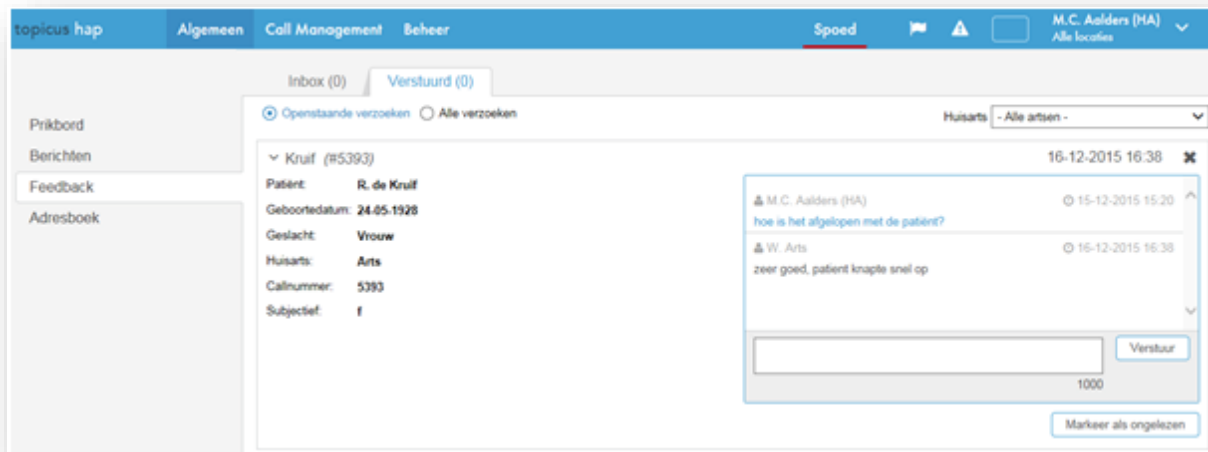 topicus hap Algemeen Call Management Beheer Spoed M.C. Aalders (HA)
Alle locaties
Inbox (0) Verstuurd (0)
Openstaande verzoeken Alle verzoeken Huisarts - Alle artsen -
Prikbord
Berichten
Feedback
Adresboek
Kruif (#5393) 16-12-2015 16:38
Patiënt: R. de Kruif
Geboortedatum: 24-05-1928
Geslacht: Vrouw
Huisarts: Arts
Callnummer: 5393
Subjectief: f
M.C. Aalders (HA) 15-12-2015 15:20
hoe is het afgelopen met de patiënt?
W. Arts 16-12-2015 16:38
zeer goed, patient knapte snel op
Verstuur
1000
Markeer als ongelezen